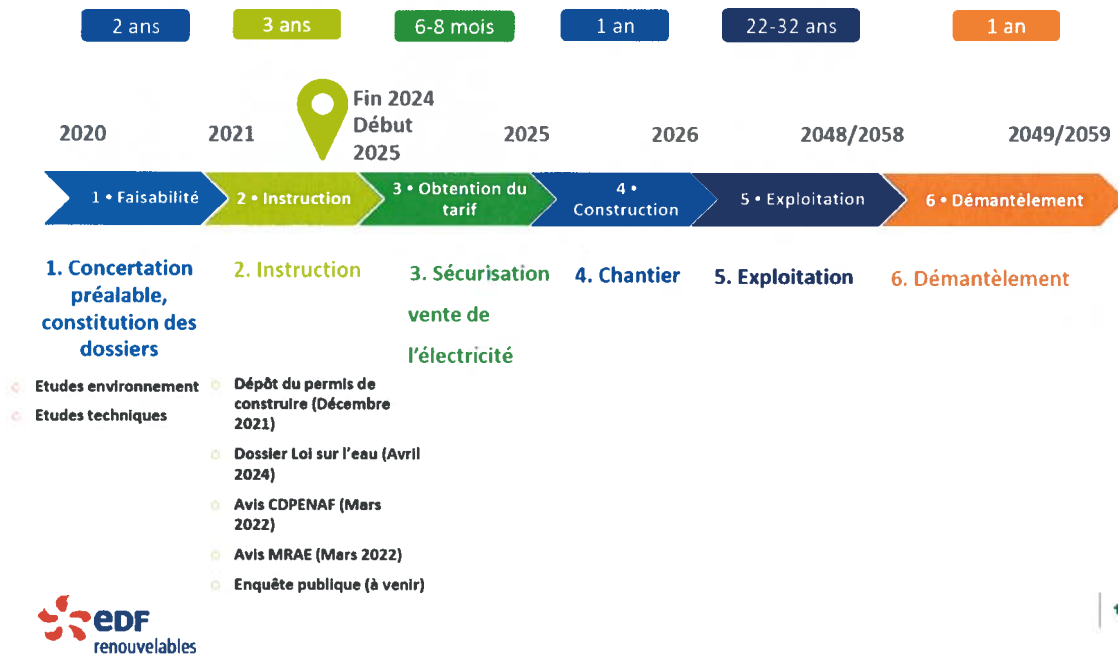 2 ans
3 ans
6-8 mois
1 an
22-32 ans
1 an
2020
2021
Fin 2024
Début
2025
2025
2026
2048/2058
2049/2059
1 • Faisabilité
2 • Instruction
3 • Obtention du
tarif
4 •
Construction
5 • Exploitation
6 • Démantèlement
1. Concertation
préalable,
constitution des
dossiers
2. Instruction
3. Sécurisation
vente de
l'électricité
4. Chantier
5. Exploitation
6. Démantèlement
Etudes environnement
Etudes techniques
Dépôt du permis de
construire (Décembre
2021)
Dossier Loi sur l'eau (Avril
2024)
Avis CDPENAF (Mars
2022)
Avis MRAE (Mars 2022)
Enquête publique (à venir)
eDF
renouvelables